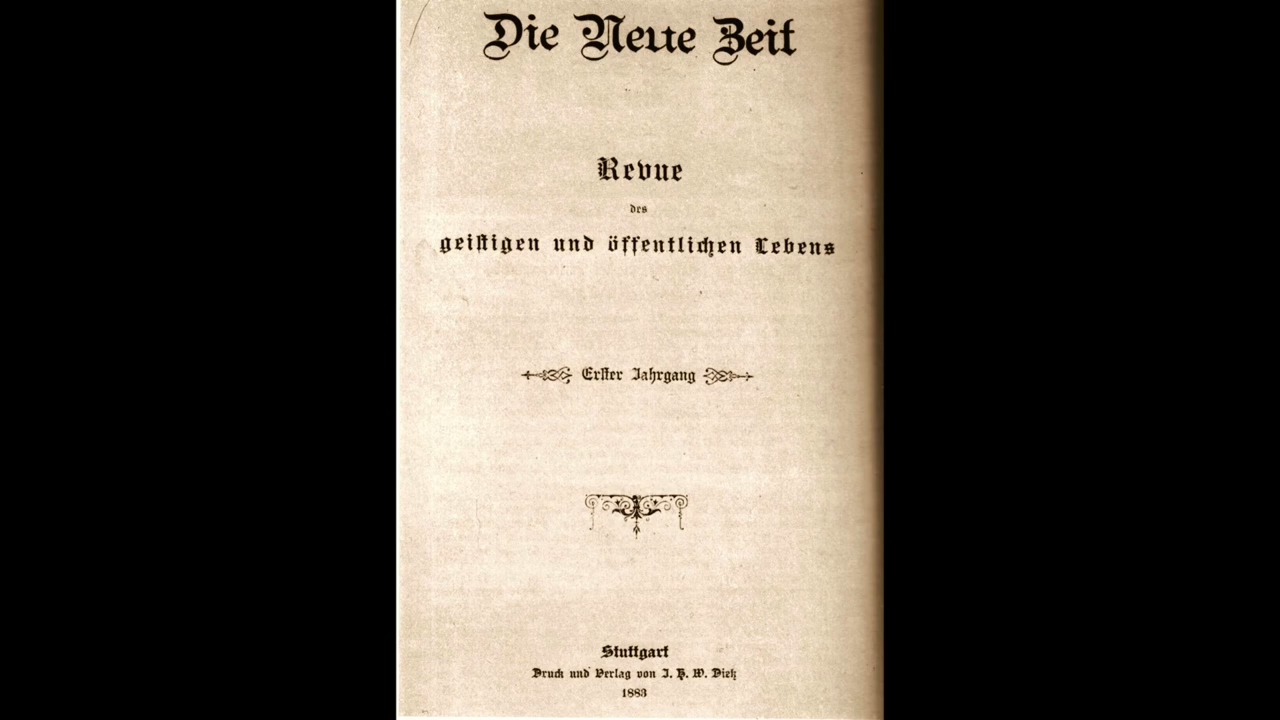 Die Neue Zeit
Revue
des
geistigen und öffentlichen Lebens
Erster Jahrgang
Stuttgart
Druck und Verlag von J. H. W. Dietz
1883